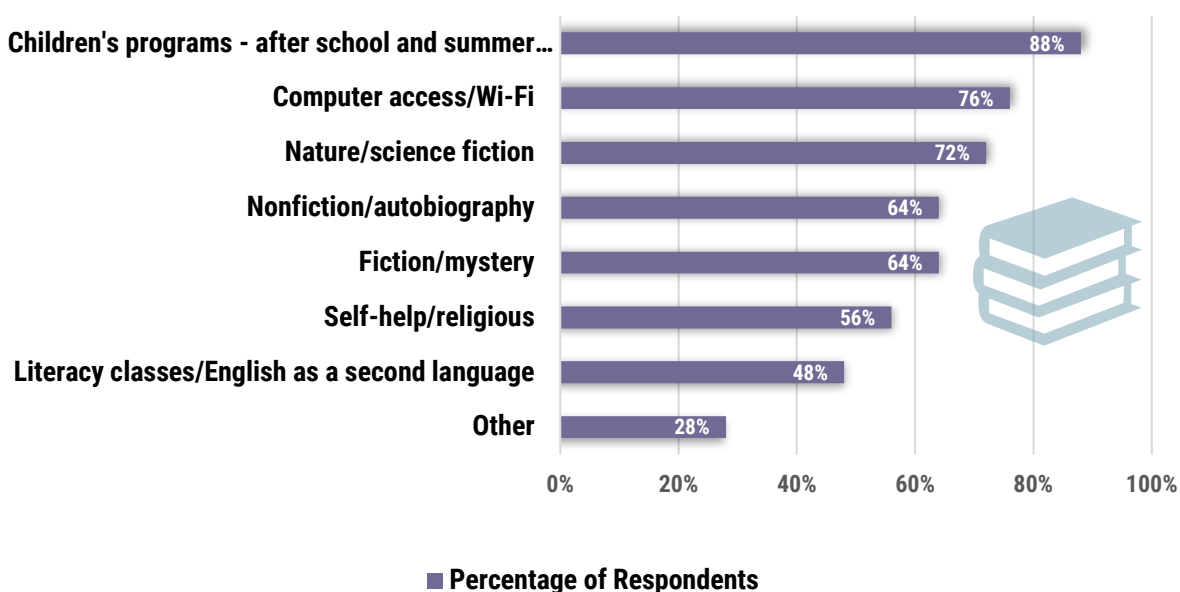 Children's programs - after school and summer… 88%
Computer access/Wi-Fi 76%
Nature/science fiction 72%
Nonfiction/autobiography 64%
Fiction/mystery 64%
Self-help/religious 56%
Literacy classes/English as a second language 48%
Other 28%
0% 20% 40% 60% 80% 100%
Percentage of Respondents